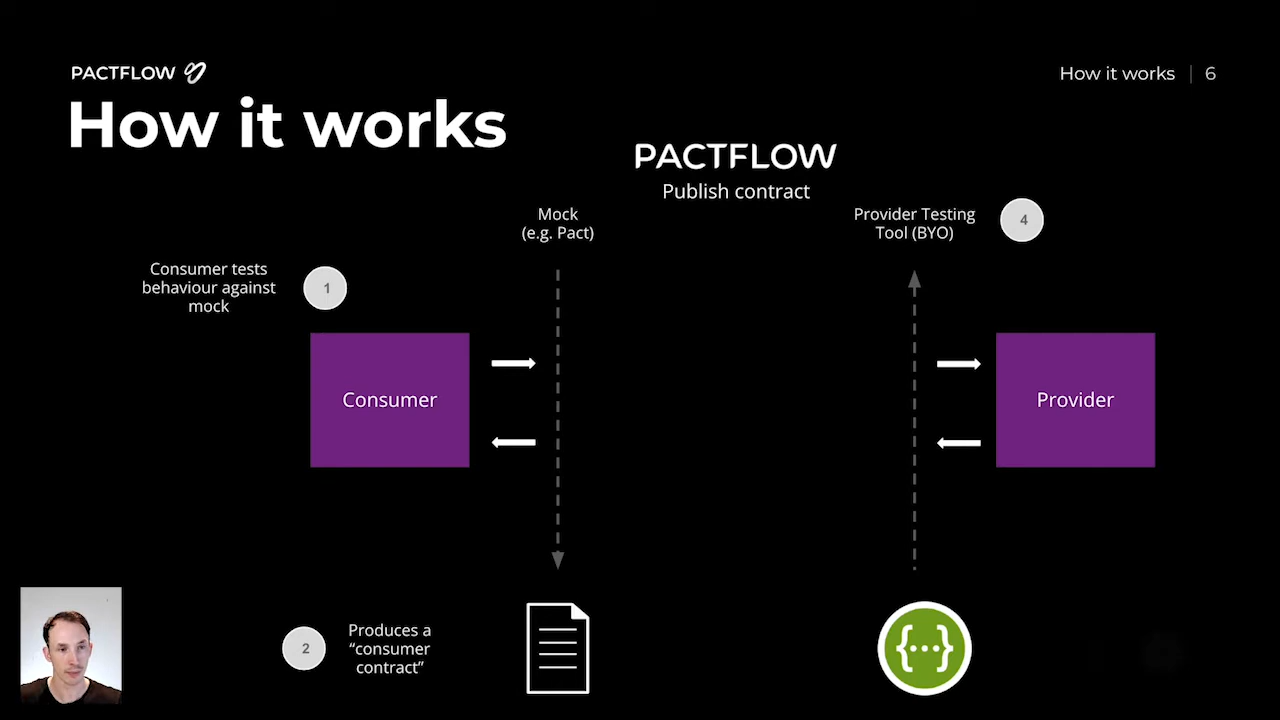 PACTFLOW
How it works | 6
How it works
PACTFLOW
Publish contract
Mock
(e.g. Pact)
Provider Testing
Tool (BYO)
4
Consumer tests
behaviour against
mock
1
Consumer
Provider
2
Produces a
“consumer
contract”
{···}